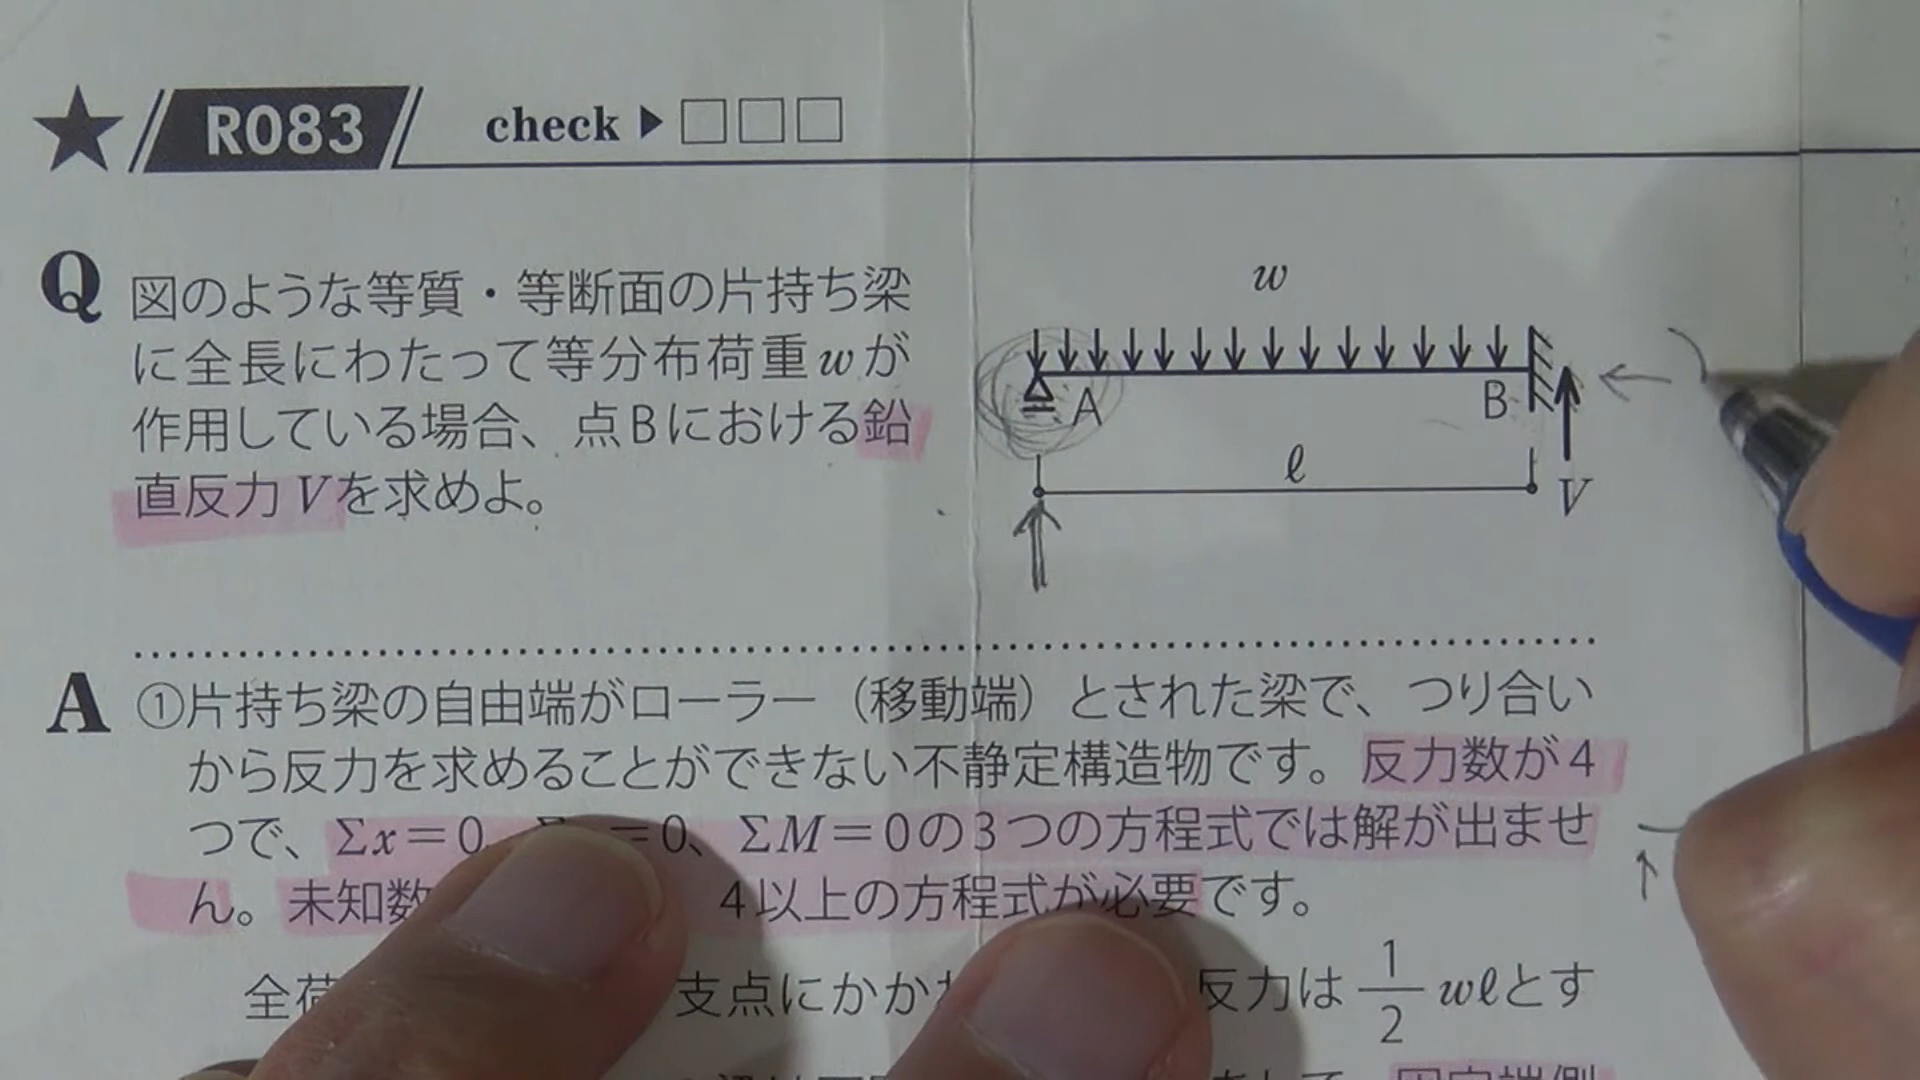 ★ R083 check ▶ □□□
Q 図のような等質・等断面の片持ち梁
に全長にわたって等分布荷重wが
作用している場合、点Bにおける鉛
直反力Vを求めよ。
w
A
B
ℓ
V
A ①片持ち梁の自由端がローラー（移動端）とされた梁で、つり合い
から反力を求めることができない不静定構造物です。反力数が4
つで、Σx=0、 =0、ΣM=0の3つの方程式では解が出ませ
ん。未知数 4以上の方程式が必要です。
全荷 支点にかか 反力は 1/2 wℓとす
固定端側